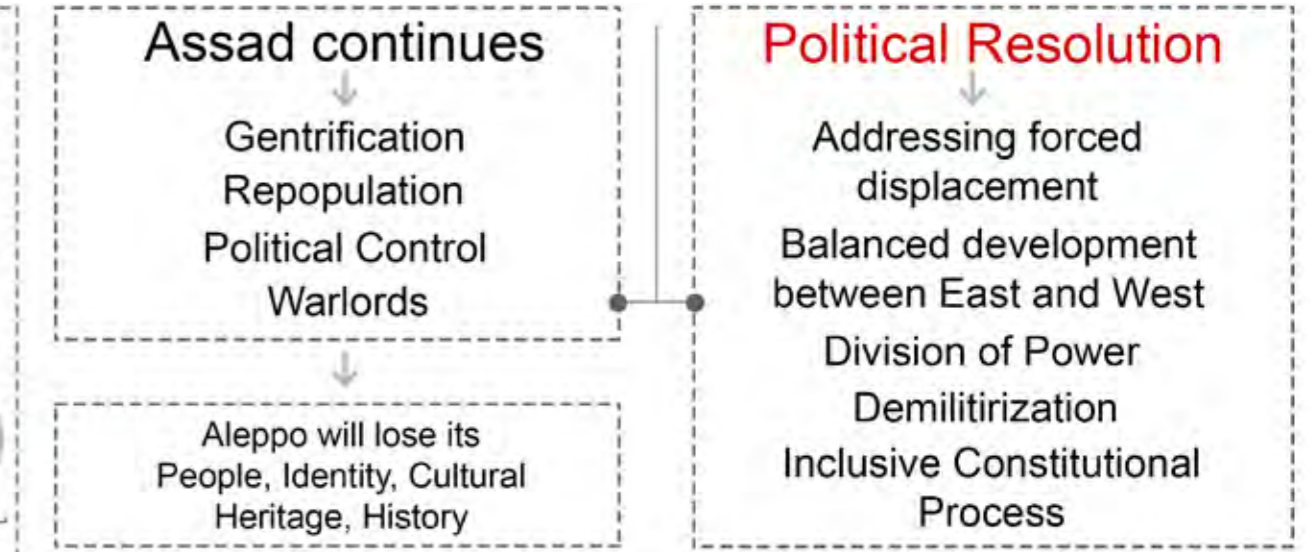 Assad continues
Gentrification
Repopulation
Political Control
Warlords
Aleppo will lose its
People, Identity, Cultural
Heritage, History
Political Resolution
Addressing forced
displacement
Balanced development
between East and West
Division of Power
Demilitirization
Inclusive Constitutional
Process